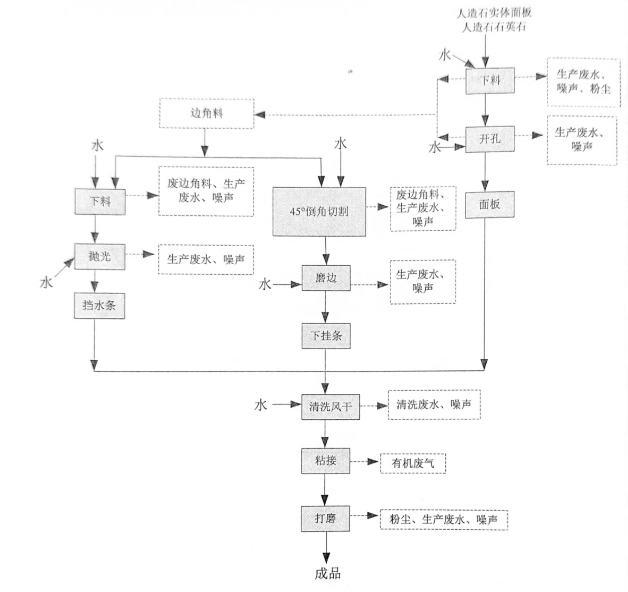 人造石实体面板
人造石石英石
水
下料
生产废水、
噪声、粉尘
边角料
水
开孔
生产废水、
噪声
水
水
下料
废边角料、生产
废水、噪声
45°倒角切割
废边角料、
生产废水、
噪声
面板
水
抛光
生产废水、噪声
水
磨边
生产废水、
噪声
挡水条
下挂条
水
清洗风干
清洗废水、噪声
粘接
有机废气
打磨
粉尘、生产废水、噪声
成品